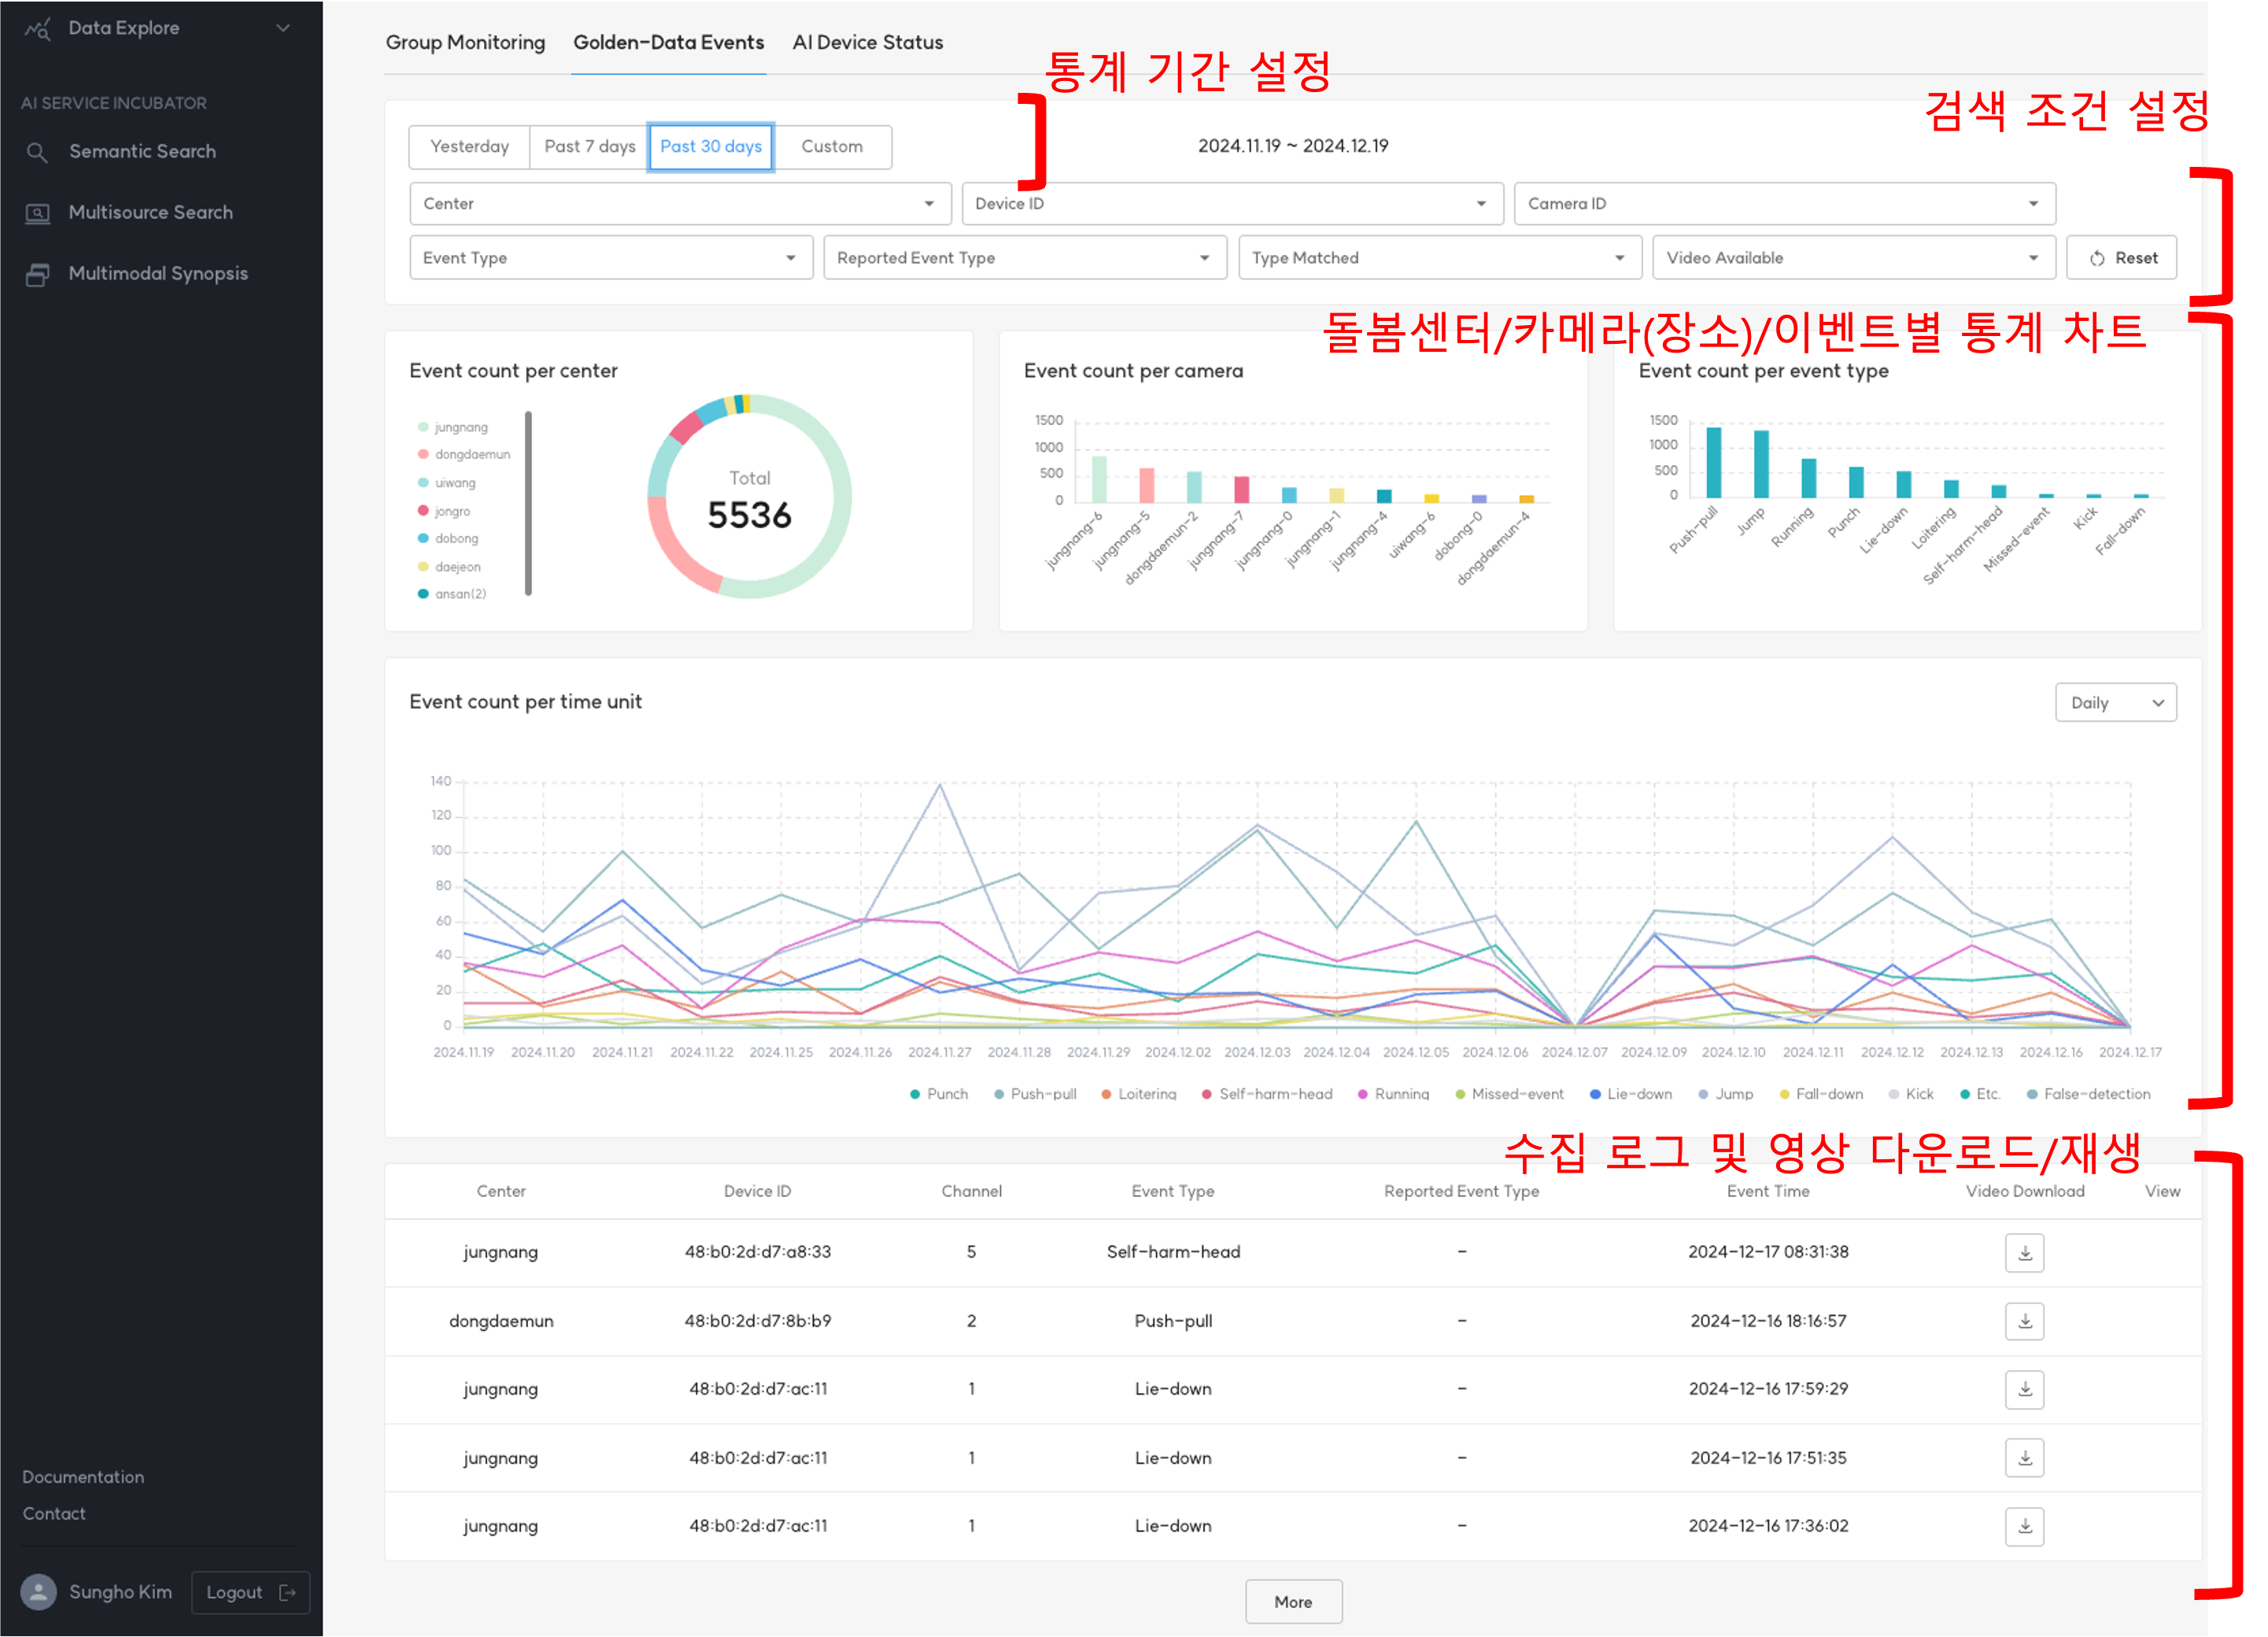 Data Explore
AI SERVICE INCUBATOR
Semantic Search
Multisource Search
Multimodal Synopsis
Documentation
Contact
Sungho Kim Logout
Group Monitoring Golden-Data Events AI Device Status
통계 기간 설정
검색 조건 설정
Yesterday Past 7 days Past 30 days Custom 2024.11.19 ~ 2024.12.19
Center Device ID Camera ID
Event Type Reported Event Type Type Matched Video Available Reset
돌봄센터/카메라(장소)/이벤트별 통계 차트
Event count per center
jungnang
dongdaemun
uiwang
jongro
dobong
daejeon
ansan(2)
Total
5536
Event count per camera
1500
1000
500
0
jungnang-6 jungnang-5 dongdaemun-2 jungnang-7 jungnang-0 jungnang-1 jungnang-4 uiwang-6 dobong-0 dongdaemun-4
Event count per event type
1500
1000
500
0
Push-pull Jump Running Punch Lie-down Loitering Self-harm-head Missed-event Kick Fall-down
Event count per time unit Daily
140
120
100
80
60
40
20
0
2024.11.19 2024.11.20 2024.11.21 2024.11.22 2024.11.25 2024.11.26 2024.11.27 2024.11.28 2024.11.29 2024.12.02 2024.12.03 2024.12.04 2024.12.05 2024.12.06 2024.12.07 2024.12.09 2024.12.10 2024.12.11 2024.12.12 2024.12.13 2024.12.16 2024.12.17
Punch Push-pull Loitering Self-harm-head Running Missed-event Lie-down Jump Fall-down Kick Etc. False-detection
수집 로그 및 영상 다운로드/재생
Center Device ID Channel Event Type Reported Event Type Event Time Video Download View
jungnang 48:b0:2d:d7:a8:33 5 Self-harm-head - 2024-12-17 08:31:38
dongdaemun 48:b0:2d:d7:8b:b9 2 Push-pull - 2024-12-16 18:16:57
jungnang 48:b0:2d:d7:ac:11 1 Lie-down - 2024-12-16 17:59:29
jungnang 48:b0:2d:d7:ac:11 1 Lie-down - 2024-12-16 17:51:35
jungnang 48:b0:2d:d7:ac:11 1 Lie-down - 2024-12-16 17:36:02
More